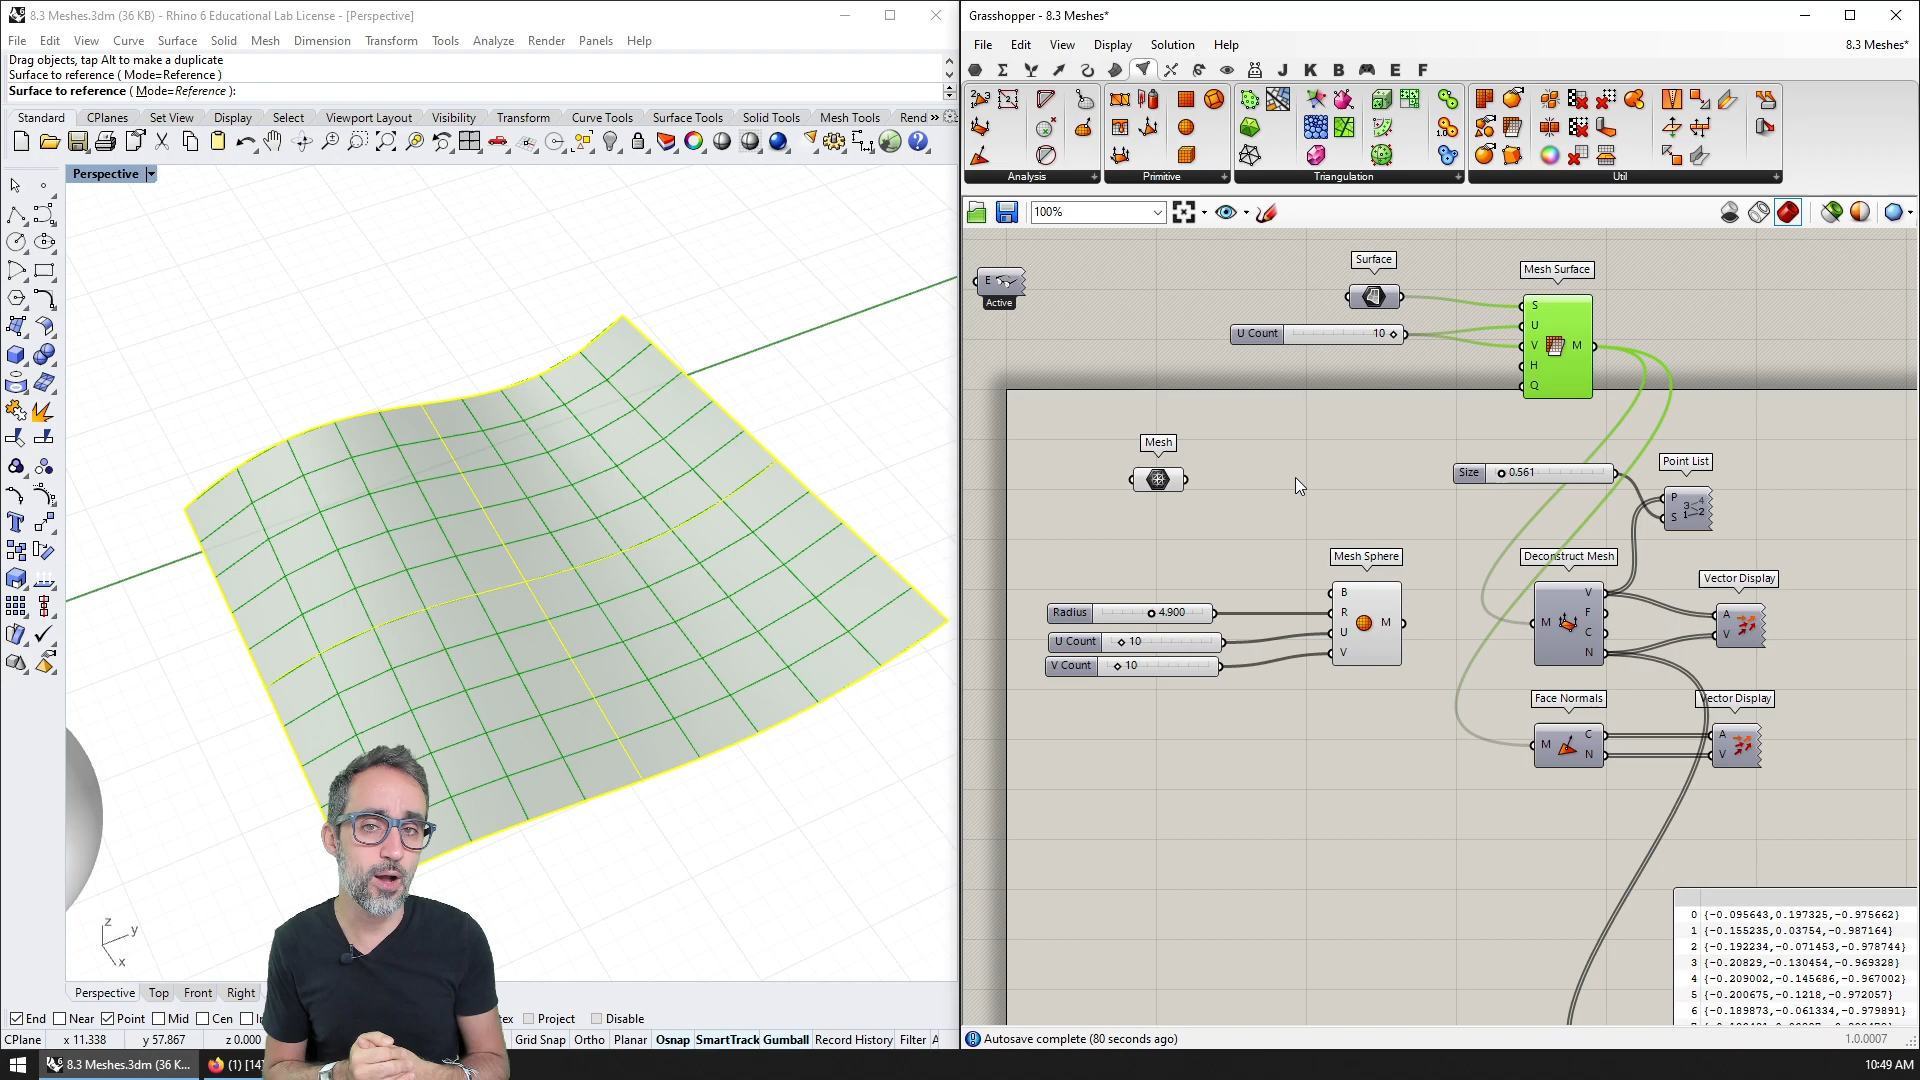 8.3 Meshes.3dm (36 KB) - Rhino 6 Educational Lab License - [Perspective]
File Edit View Curve Surface Solid Mesh Dimension Transform Tools Analyze Render Panels Help
Drag objects, tap Alt to make a duplicate
Surface to reference ( Mode=Reference )
Surface to reference ( Mode=Reference ):
Standard CPlanes Set View Display Select Viewport Layout Visibility Transform Curve Tools Surface Tools Solid Tools Mesh Tools Rend »
Perspective
z
y
x
Perspective Top Front Right
End Near Point Mid Cen Project Disable
CPlane x 11.338 y 57.867 z 0.000 Grid Snap Ortho Planar Osnap SmartTrack Gumball Record History Filter
8.3 Meshes.3dm (36 K...
(1) [14]
Grasshopper - 8.3 Meshes*
File Edit View Display Solution Help
8.3 Meshes*
J K B E F
Analysis Primitive Triangulation Util
100%
E
Active
Surface
U Count 10
Mesh Surface
S
U
V M
H
Q
Mesh
Size 0.561
Point List
P
S
Mesh Sphere
B
R
U M
V
Radius 4.900
U Count 10
V Count 10
Deconstruct Mesh
V
M F
C
N
Vector Display
A
V
Face Normals
M C
N
Vector Display
A
V
0 {-0.095643,0.197325,-0.975662}
1 {-0.155235,0.03754,-0.987164}
2 {-0.192234,-0.071453,-0.978744}
3 {-0.20829,-0.130454,-0.969328}
4 {-0.209002,-0.145686,-0.967002}
5 {-0.200675,-0.1218,-0.972057}
6 {-0.189873,-0.061334,-0.979891}
Autosave complete (80 seconds ago)
1.0.0007
10:49 AM